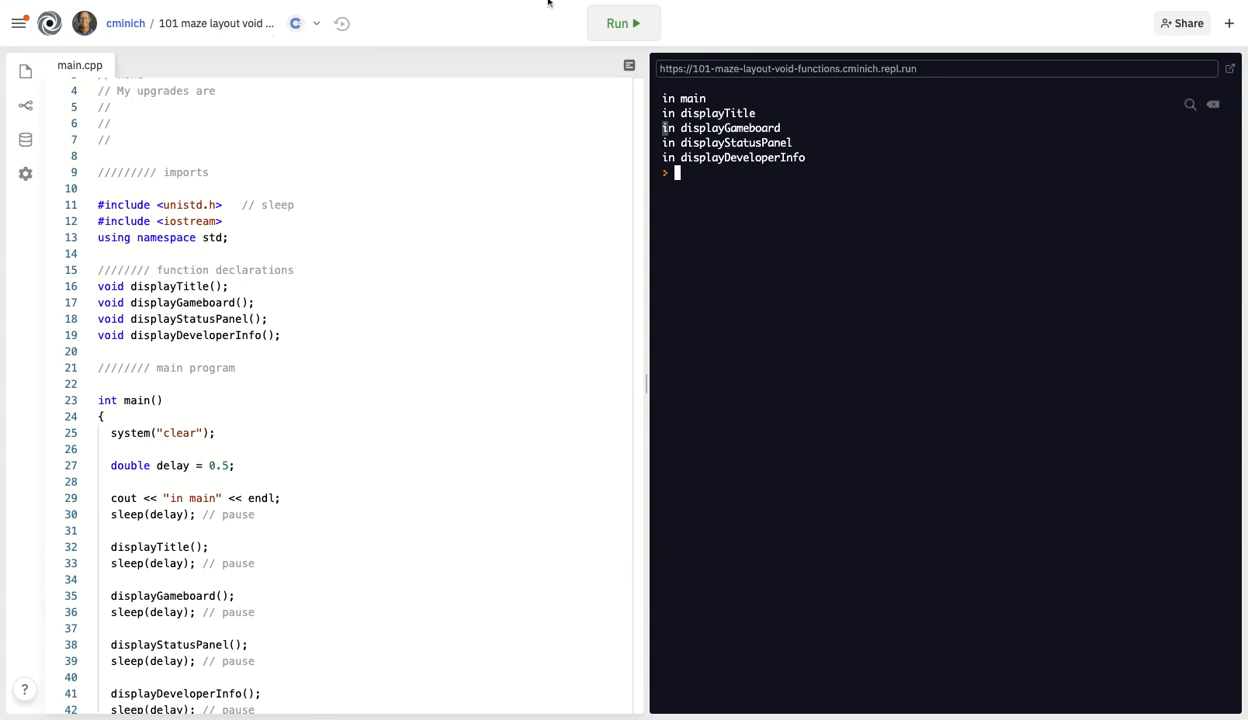 cminich / 101 maze layout void ...
Run
Share
main.cpp
https://101-maze-layout-void-functions.cminich.repl.run
4 // My upgrades are
5 //
6 //
7 //
8
9 ///////// imports
10
11 #include <unistd.h>   // sleep
12 #include <iostream>
13 using namespace std;
14
15 //////// function declarations
16 void displayTitle();
17 void displayGameboard();
18 void displayStatusPanel();
19 void displayDeveloperInfo();
20
21 //////// main program
22
23 int main()
24 {
25   system("clear");
26
27   double delay = 0.5;
28
29   cout << "in main" << endl;
30   sleep(delay); // pause
31
32   displayTitle();
33   sleep(delay); // pause
34
35   displayGameboard();
36   sleep(delay); // pause
37
38   displayStatusPanel();
39   sleep(delay); // pause
40
41   displayDeveloperInfo();
42   sleep(delay); // pause
in main
in displayTitle
in displayGameboard
in displayStatusPanel
in displayDeveloperInfo
>
?